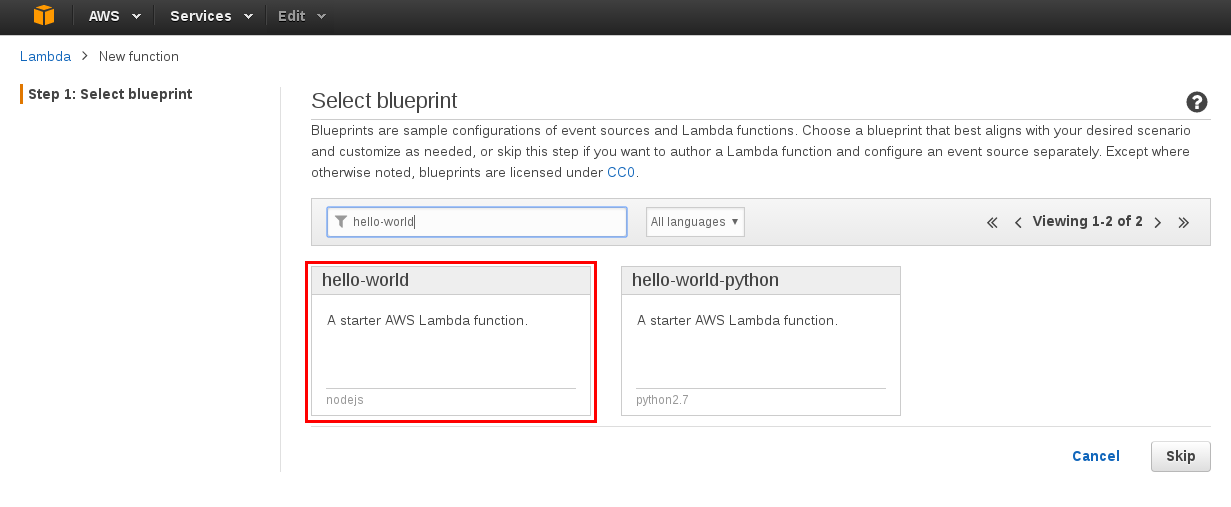 AWS Services Edit
Lambda > New function
Step 1: Select blueprint
Select blueprint
Blueprints are sample configurations of event sources and Lambda functions. Choose a blueprint that best aligns with your desired scenario
and customize as needed, or skip this step if you want to author a Lambda function and configure an event source separately. Except where
otherwise noted, blueprints are licensed under CC0.
hello-world All languages « < Viewing 1-2 of 2 > »
hello-world
A starter AWS Lambda function.
nodejs
hello-world-python
A starter AWS Lambda function.
python2.7
Cancel Skip